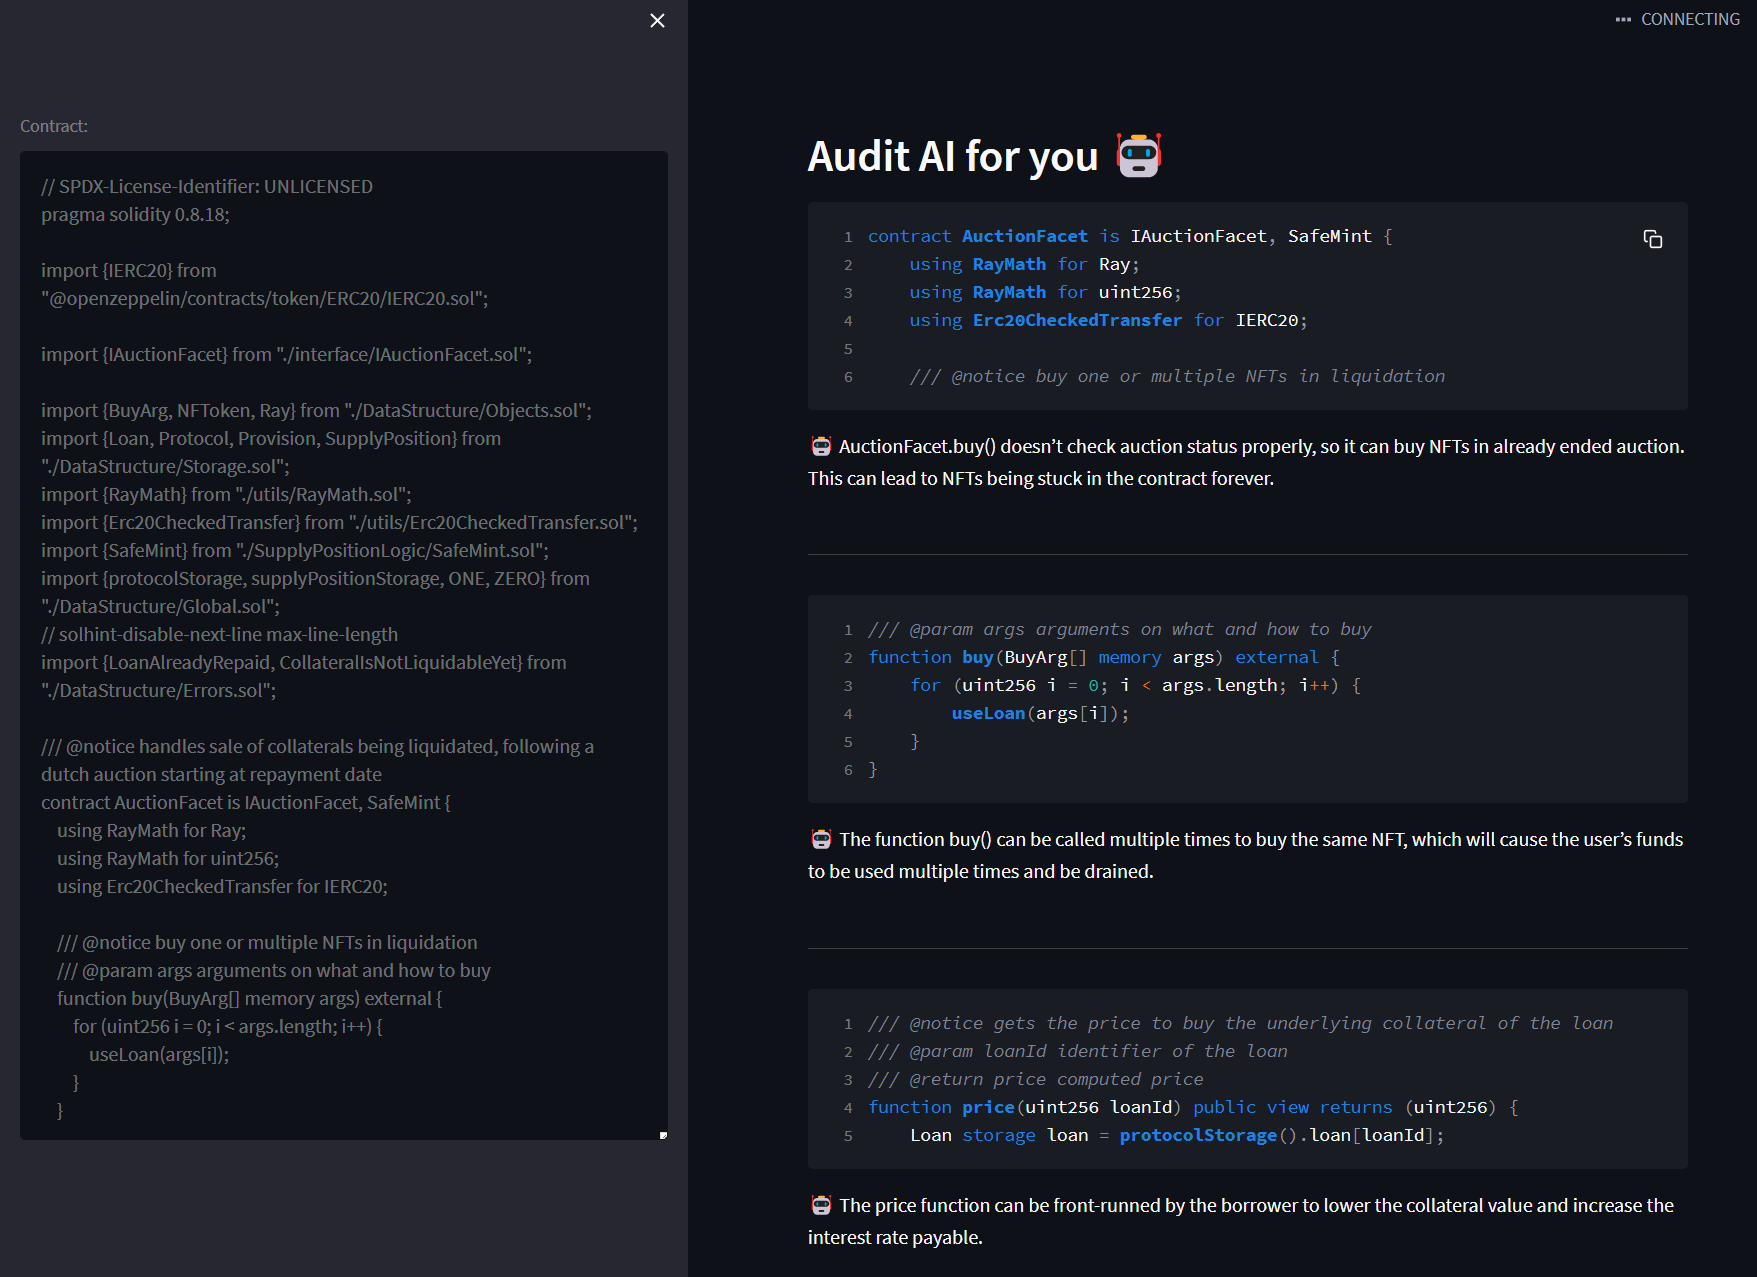 CONNECTING
Contract:
// SPDX-License-Identifier: UNLICENSED
pragma solidity 0.8.18;
import {IERC20} from
"@openzeppelin/contracts/token/ERC20/IERC20.sol";
import {IAuctionFacet} from "./interface/IAuctionFacet.sol";
import {BuyArg, NFToken, Ray} from "./DataStructure/Objects.sol";
import {Loan, Protocol, Provision, SupplyPosition} from
"./DataStructure/Storage.sol";
import {RayMath} from "./utils/RayMath.sol";
import {Erc20CheckedTransfer} from "./utils/Erc20CheckedTransfer.sol";
import {SafeMint} from "./SupplyPositionLogic/SafeMint.sol";
import {protocolStorage, supplyPositionStorage, ONE, ZERO} from
"./DataStructure/Global.sol";
// solhint-disable-next-line max-line-length
import {LoanAlreadyRepaid, CollateralIsNotLiquidableYet} from
"./DataStructure/Errors.sol";
/// @notice handles sale of collaterals being liquidated, following a
dutch auction starting at repayment date
contract AuctionFacet is IAuctionFacet, SafeMint {
using RayMath for Ray;
using RayMath for uint256;
using Erc20CheckedTransfer for IERC20;
/// @notice buy one or multiple NFTs in liquidation
/// @param args arguments on what and how to buy
function buy(BuyArg[] memory args) external {
for (uint256 i = 0; i < args.length; i++) {
useLoan(args[i]);
}
}
Audit AI for you
1 contract AuctionFacet is IAuctionFacet, SafeMint {
2 using RayMath for Ray;
3 using RayMath for uint256;
4 using Erc20CheckedTransfer for IERC20;
5
6 /// @notice buy one or multiple NFTs in liquidation
AuctionFacet.buy() doesn’t check auction status properly, so it can buy NFTs in already ended auction.
This can lead to NFTs being stuck in the contract forever.
1 /// @param args arguments on what and how to buy
2 function buy(BuyArg[] memory args) external {
3 for (uint256 i = 0; i < args.length; i++) {
4 useLoan(args[i]);
5 }
6 }
The function buy() can be called multiple times to buy the same NFT, which will cause the user’s funds
to be used multiple times and be drained.
1 /// @notice gets the price to buy the underlying collateral of the loan
2 /// @param loanId identifier of the loan
3 /// @return price computed price
4 function price(uint256 loanId) public view returns (uint256) {
5 Loan storage loan = protocolStorage().loan[loanId];
The price function can be front-runned by the borrower to lower the collateral value and increase the
interest rate payable.